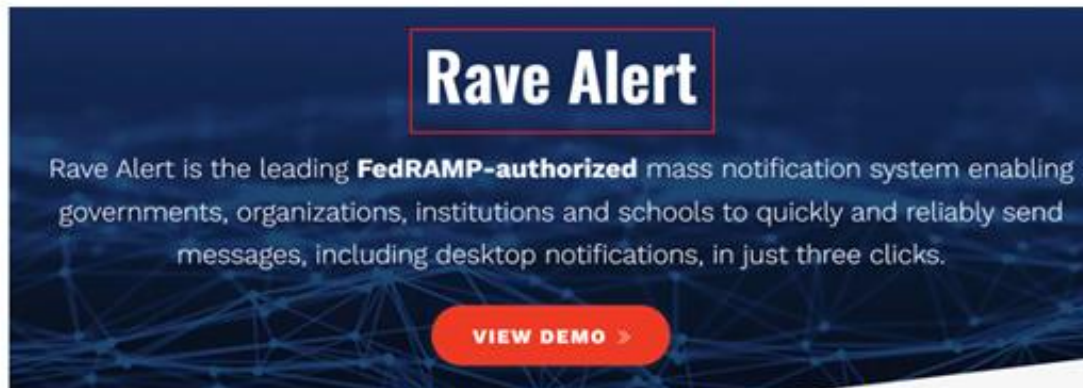 Rave Alert
Rave Alert is the leading FedRAMP-authorized mass notification system enabling
governments, organizations, institutions and schools to quickly and reliably send
messages, including desktop notifications, in just three clicks.
VIEW DEMO »